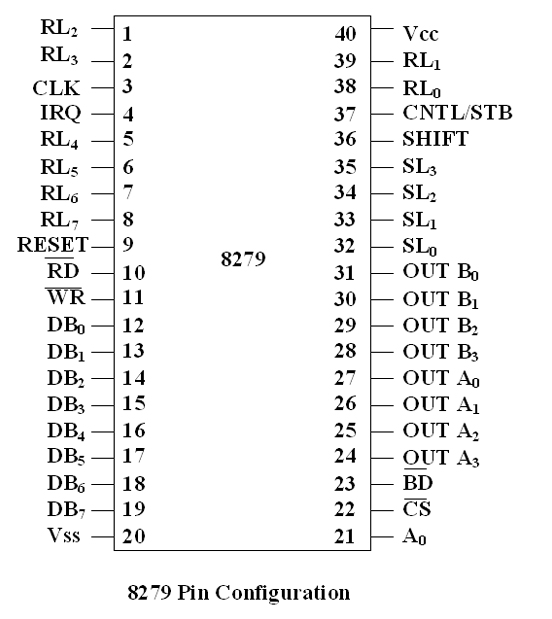 RL₂ 1 40 Vcc
RL₃ 2 39 RL₁
CLK 3 38 RL₀
IRQ 4 37 CNTL/STB
RL₄ 5 36 SHIFT
RL₅ 6 35 SL₃
RL₆ 7 34 SL₂
RL₇ 8 33 SL₁
RESET 9 32 SL₀
8279
R̅D̅ 10 31 OUT B₀
W̅R̅ 11 30 OUT B₁
DB₀ 12 29 OUT B₂
DB₁ 13 28 OUT B₃
DB₂ 14 27 OUT A₀
DB₃ 15 26 OUT A₁
DB₄ 16 25 OUT A₂
DB₅ 17 24 OUT A₃
DB₆ 18 23 B̅D̅
DB₇ 19 22 C̅S̅
Vss 20 21 A₀
8279 Pin Configuration